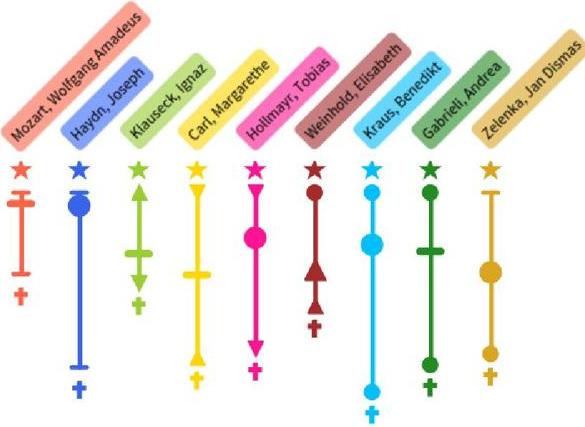 Mozart, Wolfgang Amadeus
Haydn, Joseph
Klauseck, Ignaz
Carl, Margarethe
Hollmayr, Tobias
Weinhold, Elisabeth
Kraus, Benedikt
Gabrieli, Andrea
Zelenka, Jan Dismas